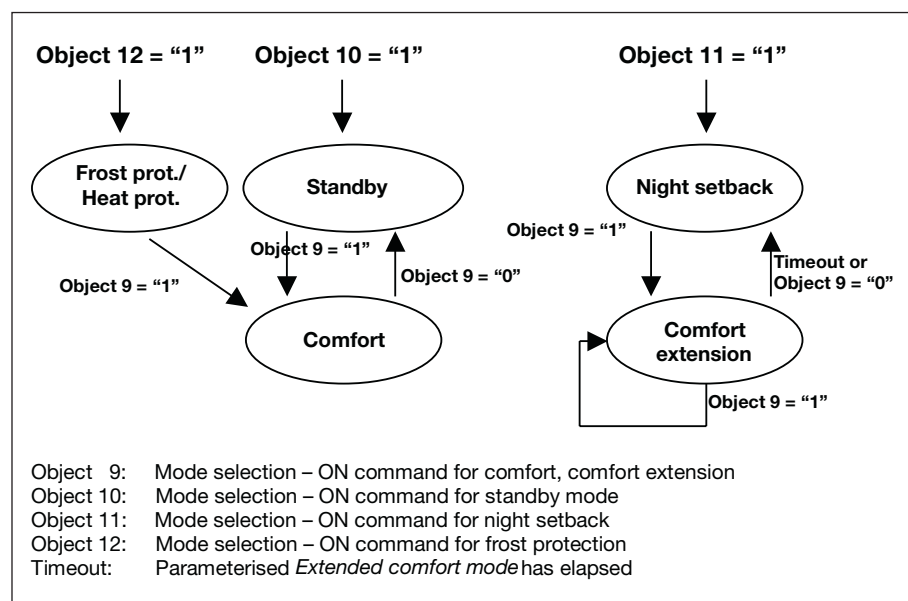 Object 12 = “1”
Object 10 = “1”
Object 11 = “1”
Frost prot./
Heat prot.
Standby
Night setback
Object 9 = “1”
Object 9 = “1”
Object 9 = “0”
Object 9 = “1”
Timeout or
Object 9 = “0”
Comfort
Comfort
extension
Object 9 = “1”
Object 9: Mode selection – ON command for comfort, comfort extension
Object 10: Mode selection – ON command for standby mode
Object 11: Mode selection – ON command for night setback
Object 12: Mode selection – ON command for frost protection
Timeout: Parameterised Extended comfort mode has elapsed